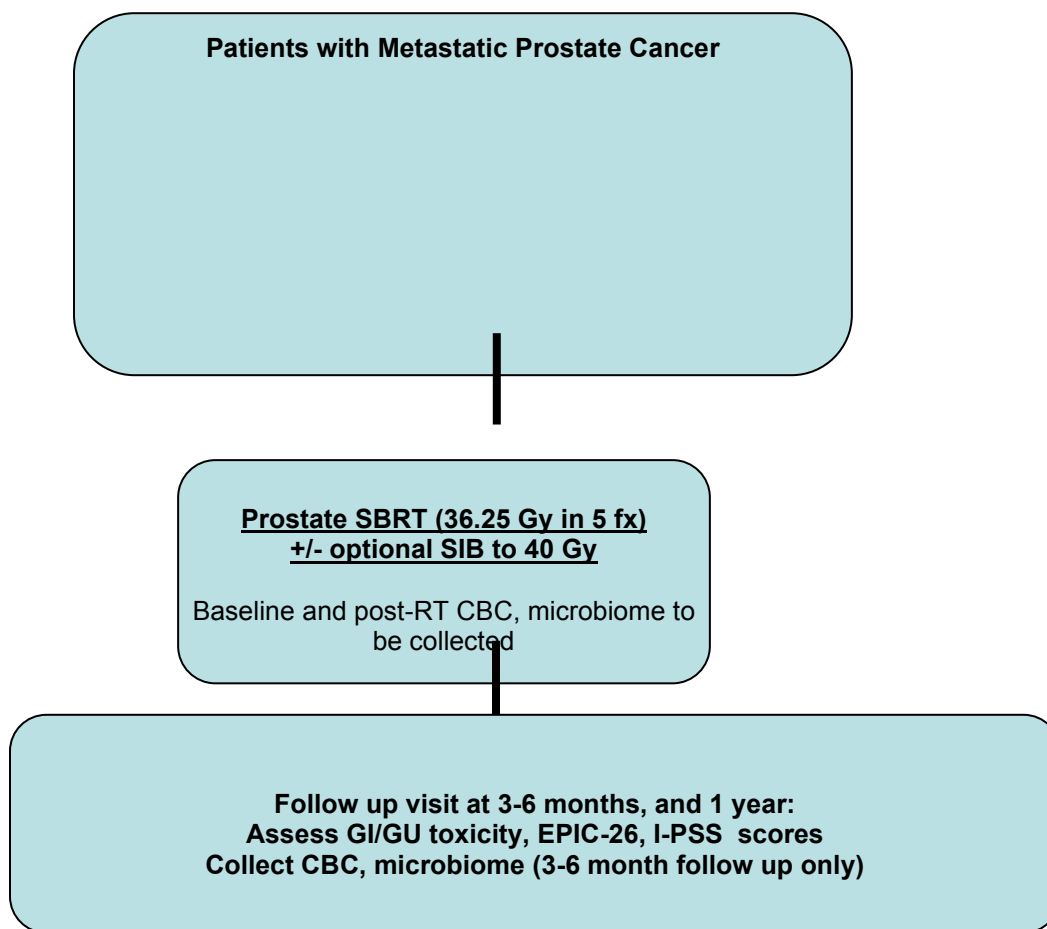 Patients with Metastatic Prostate Cancer
Prostate SBRT (36.25 Gy in 5 fx)
+/- optional SIB to 40 Gy
Baseline and post-RT CBC, microbiome to
be collected
Follow up visit at 3-6 months, and 1 year:
Assess GI/GU toxicity, EPIC-26, I-PSS scores
Collect CBC, microbiome (3-6 month follow up only)